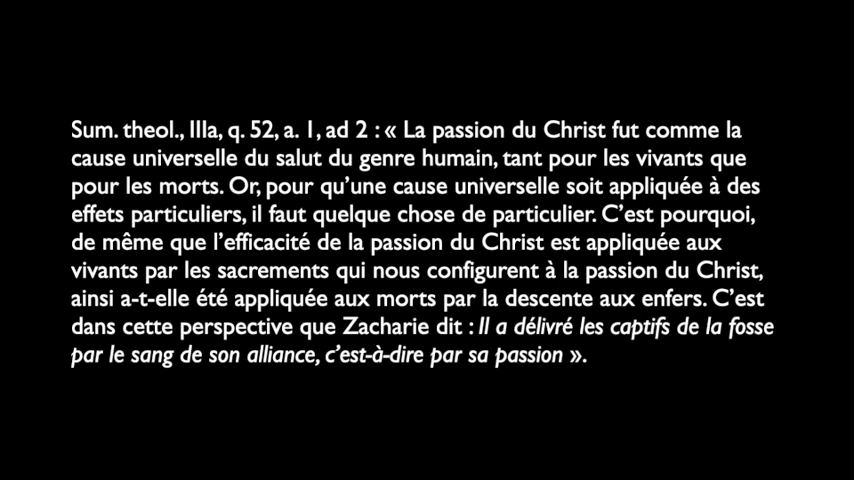 Sum. theol., IIIa, q. 52, a. 1, ad 2 : « La passion du Christ fut comme la
cause universelle du salut du genre humain, tant pour les vivants que
pour les morts. Or, pour qu’une cause universelle soit appliquée à des
effets particuliers, il faut quelque chose de particulier. C’est pourquoi,
de même que l’efficacité de la passion du Christ est appliquée aux
vivants par les sacrements qui nous configurent à la passion du Christ,
ainsi a-t-elle été appliquée aux morts par la descente aux enfers. C’est
dans cette perspective que Zacharie dit : Il a délivré les captifs de la fosse
par le sang de son alliance, c’est-à-dire par sa passion ».